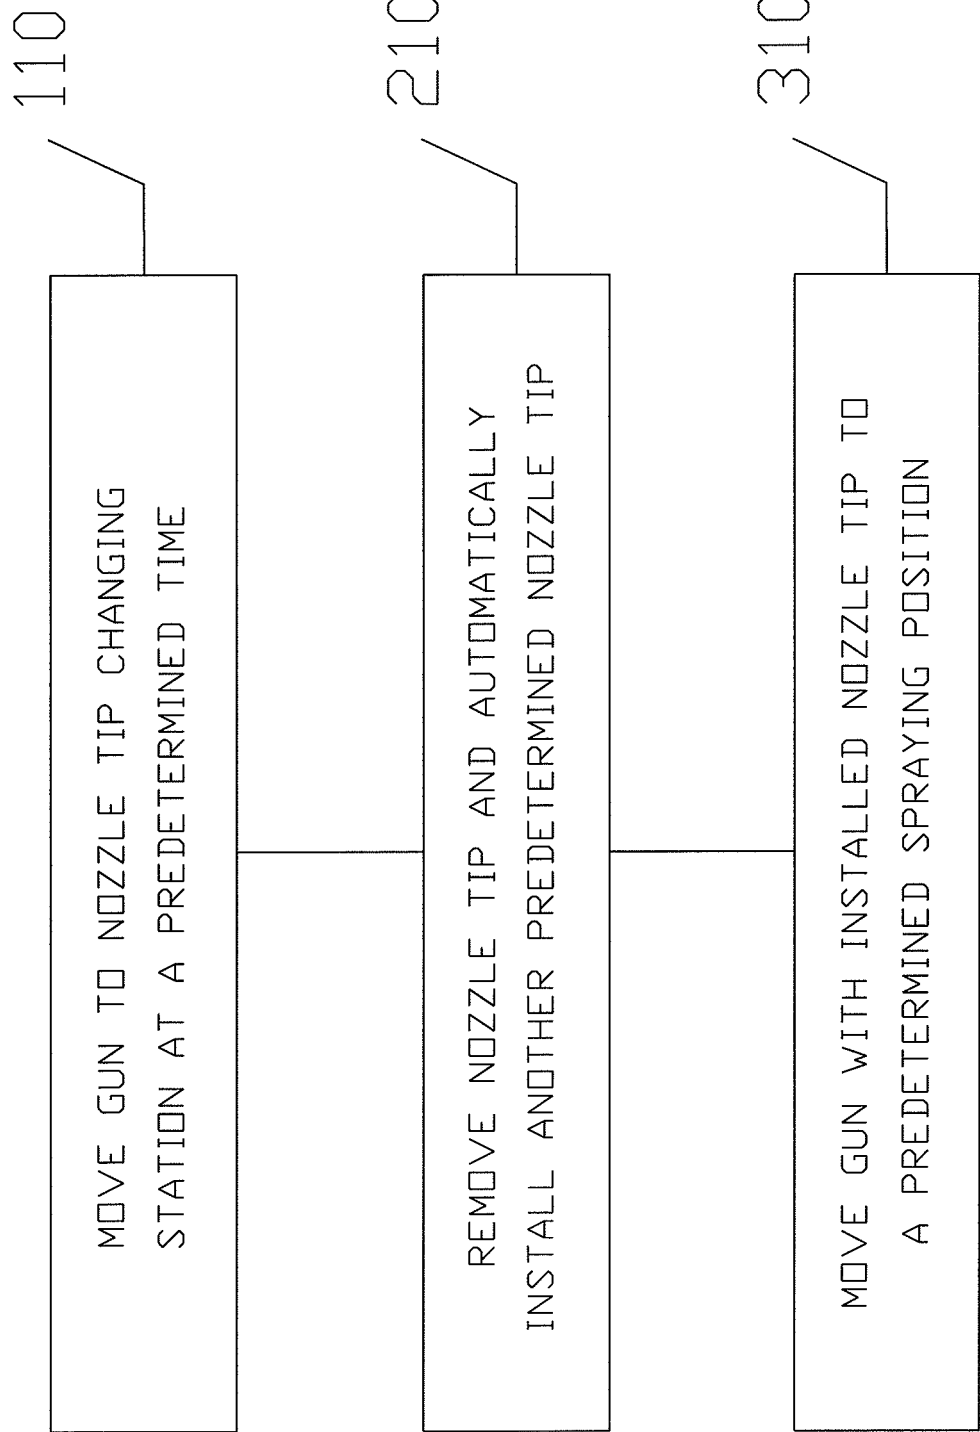 110
MOVE GUN TO NOZZLE TIP CHANGING
STATION AT A PREDETERMINED TIME
210
REMOVE NOZZLE TIP AND AUTOMATICALLY
INSTALL ANOTHER PREDETERMINED NOZZLE TIP
310
MOVE GUN WITH INSTALLED NOZZLE TIP TO
A PREDETERMINED SPRAYING POSITION